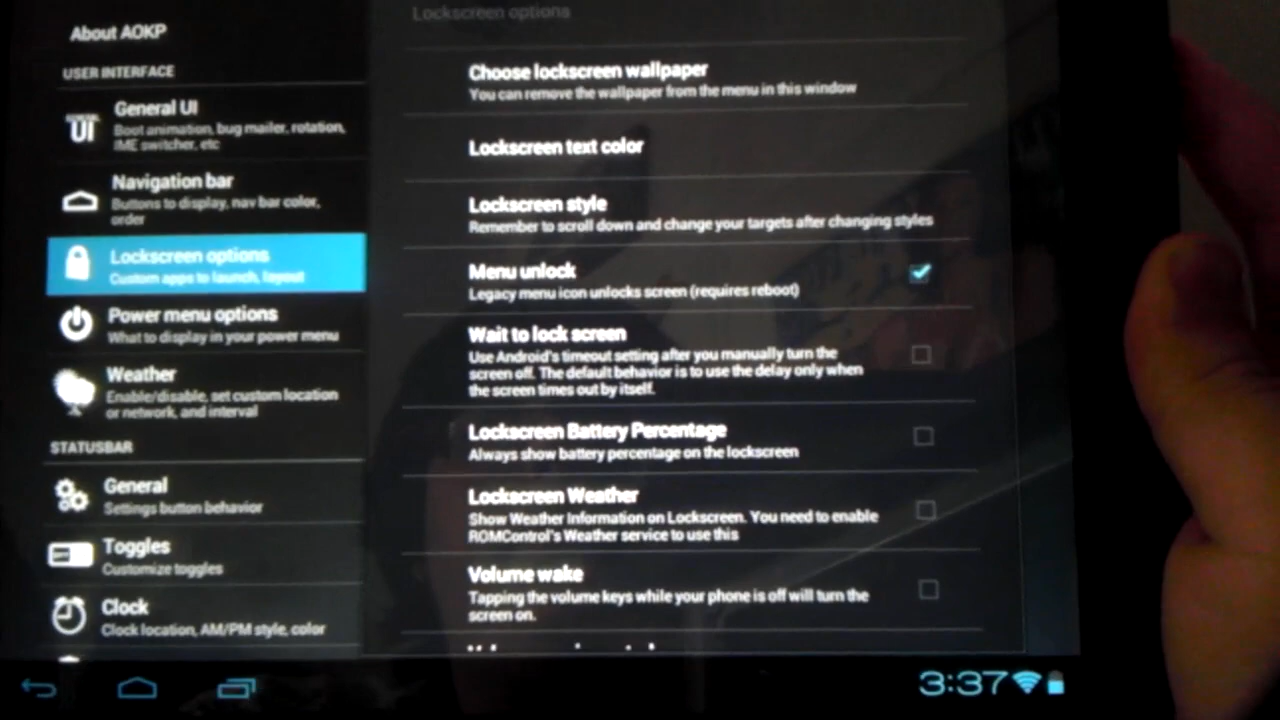 About AOKP
USER INTERFACE
General UI
Boot animation, bug mailer, rotation,
IME switcher, etc
Navigation bar
Buttons to display, nav bar color,
order
Lockscreen options
Custom apps to launch, layout
Power menu options
What to display in your power menu
Weather
Enable/disable, set custom location
or network, and interval
STATUSBAR
General
Settings button behavior
Toggles
Customize toggles
Clock
Clock location, AM/PM style, color
Lockscreen options
Choose lockscreen wallpaper
You can remove the wallpaper from the menu in this window
Lockscreen text color
Lockscreen style
Remember to scroll down and change your targets after changing styles
Menu unlock
Legacy menu icon unlocks screen (requires reboot)
Wait to lock screen
Use Android's timeout setting after you manually turn the
screen off. The default behavior is to use the delay only when
the screen times out by itself.
Lockscreen Battery Percentage
Always show battery percentage on the lockscreen
Lockscreen Weather
Show Weather Information on Lockscreen. You need to enable
ROMControl's Weather service to use this
Volume wake
Tapping the volume keys while your phone is off will turn the
screen on.
3:37